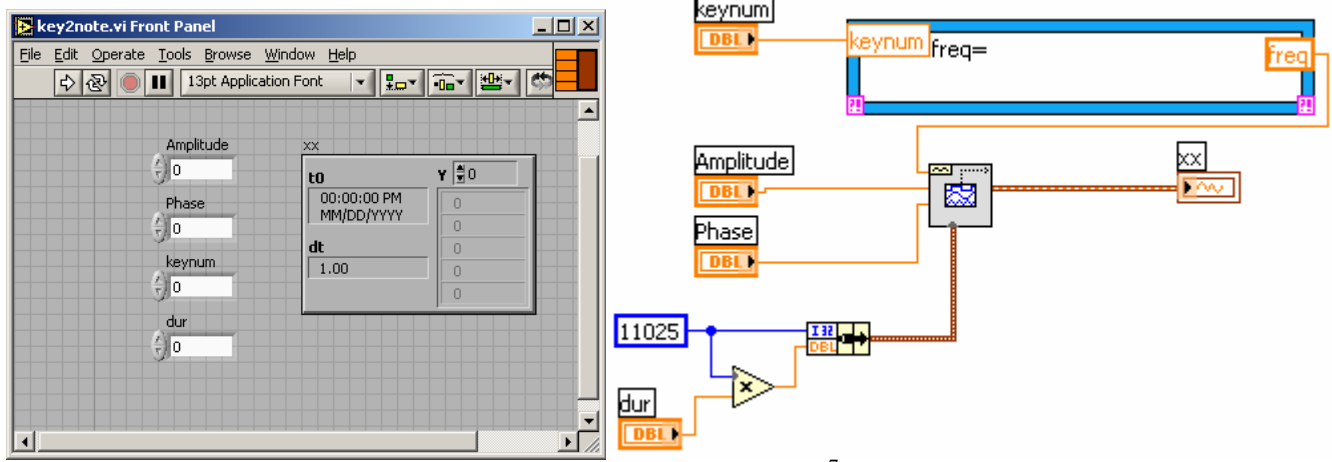 key2note.vi Front Panel
File Edit Operate Tools Browse Window Help
13pt Application Font
Amplitude
0
Phase
0
keynum
0
dur
0
xx
t0
00:00:00 PM
MM/DD/YYYY
dt
1.00
Y 0
0
0
0
0
0
keynum
DBL
keynum
freq=
freq
?!
?!
Amplitude
DBL
Phase
DBL
xx
11025
I32
DBL
x
dur
DBL